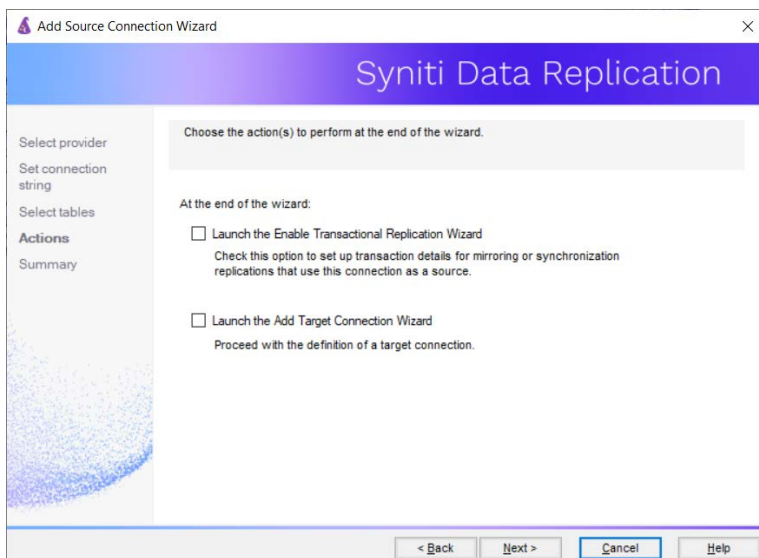 Add Source Connection Wizard
Syniti Data Replication
Select provider
Set connection
string
Select tables
Actions
Summary
Choose the action(s) to perform at the end of the wizard.
At the end of the wizard:
Launch the Enable Transactional Replication Wizard
Check this option to set up transaction details for mirroring or synchronization
replications that use this connection as a source.
Launch the Add Target Connection Wizard
Proceed with the definition of a target connection.
< Back
Next >
Cancel
Help